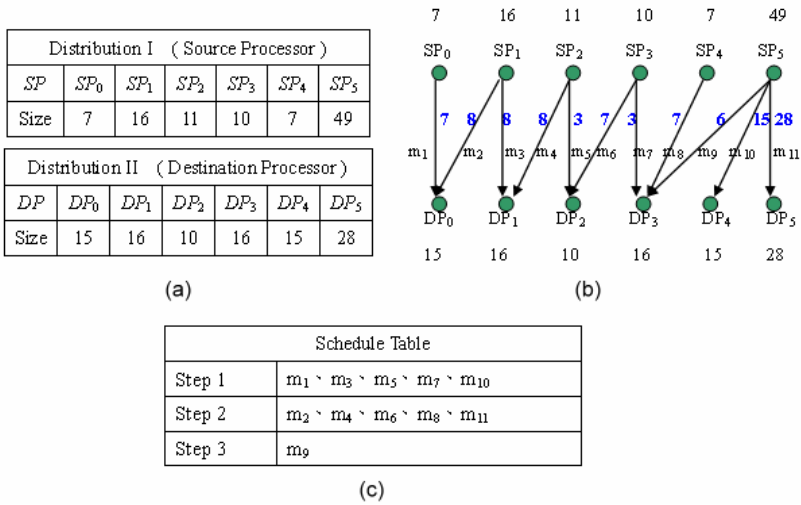 Distribution I ( Source Processor )
SP SP0 SP1 SP2 SP3 SP4 SP5
Size 7 16 11 10 7 49
Distribution II ( Destination Processor )
DP DP0 DP1 DP2 DP3 DP4 DP5
Size 15 16 10 16 15 28
(a)
7 16 11 10 7 49
SP0 SP1 SP2 SP3 SP4 SP5
7 8 8 8 3 7 3 7 6 15 28
m1 m2 m3 m4 m5 m6 m7 m8 m9 m10 m11
DP0 DP1 DP2 DP3 DP4 DP5
15 16 10 16 15 28
(b)
Schedule Table
Step 1 m1、m3、m5、m7、m10
Step 2 m2、m4、m6、m8、m11
Step 3 m9
(c)